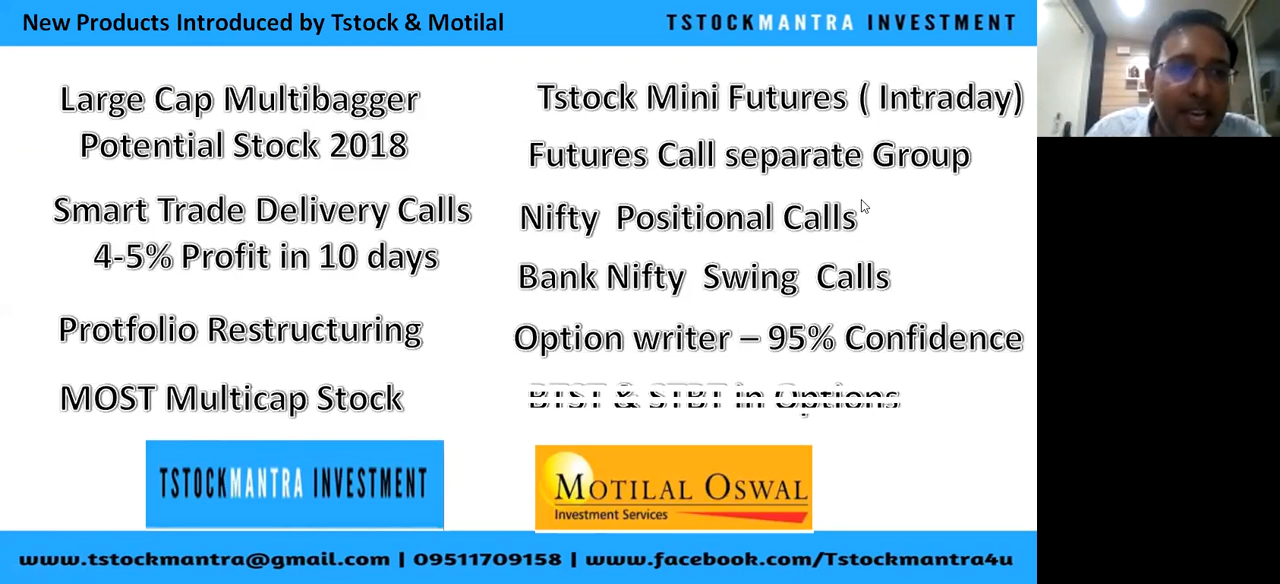 New Products Introduced by Tstock & Motilal
TSTOCKMANTRA INVESTMENT
Large Cap Multibagger
Potential Stock 2018
Smart Trade Delivery Calls
4-5% Profit in 10 days
Protfolio Restructuring
MOST Multicap Stock
Tstock Mini Futures ( Intraday)
Futures Call separate Group
Nifty Positional Calls
Bank Nifty Swing Calls
Option writer – 95% Confidence
BTST & STBT in Options
TSTOCKMANTRA INVESTMENT
MOTILAL OSWAL
Investment Services
www.tstockmantra@gmail.com | 09511709158 | www.facebook.com/Tstockmantra4u